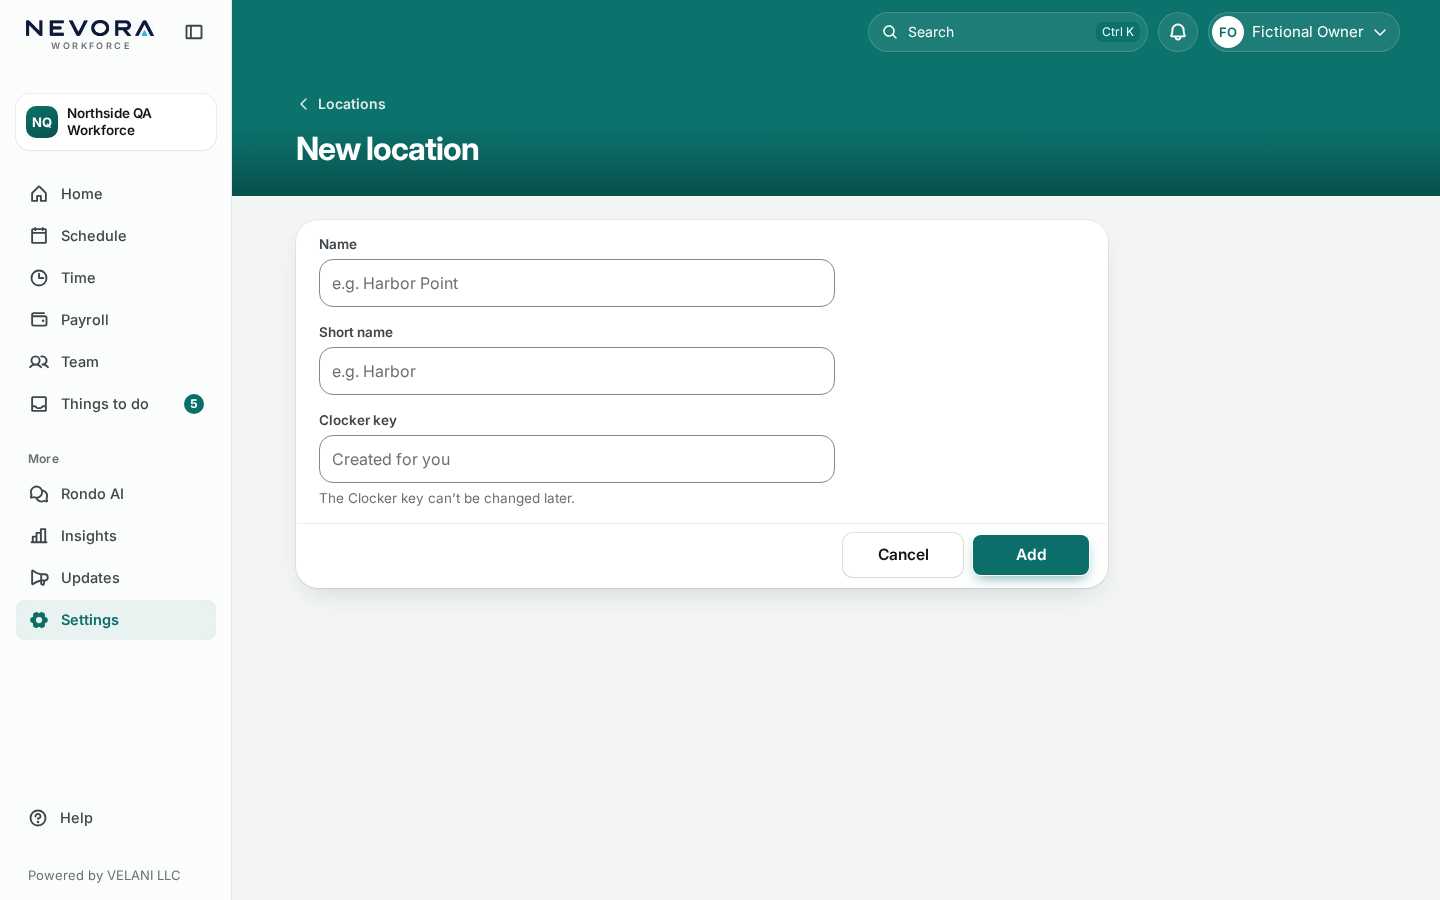 NEVORA
WORKFORCE
Search
Ctrl K
FO
Fictional Owner
NQ
Northside QA
Workforce
Home
Schedule
Time
Payroll
Team
Things to do
5
More
Rondo AI
Insights
Updates
Settings
Help
Powered by VELANI LLC
Locations
New location
Name
e.g. Harbor Point
Short name
e.g. Harbor
Clocker key
Created for you
The Clocker key can’t be changed later.
Cancel
Add